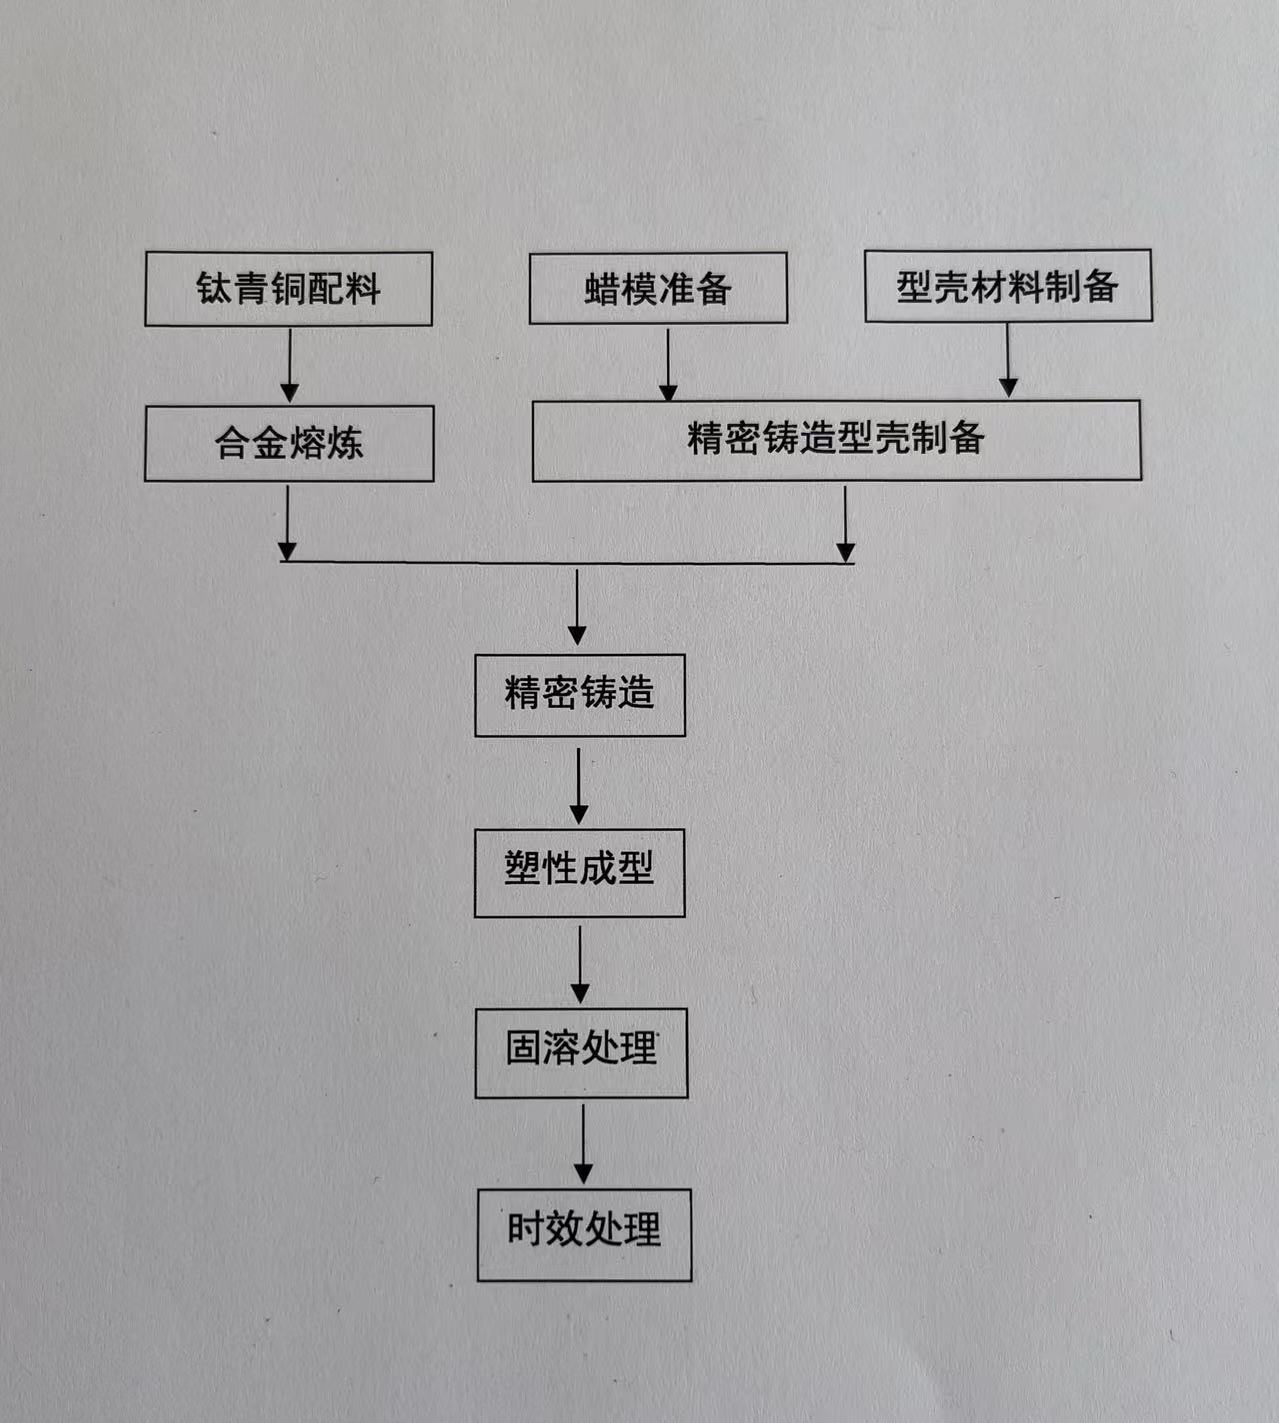 钛青铜配料
蜡模准备
型壳材料制备
合金熔炼
精密铸造型壳制备
精密铸造
塑性成型
固溶处理
时效处理